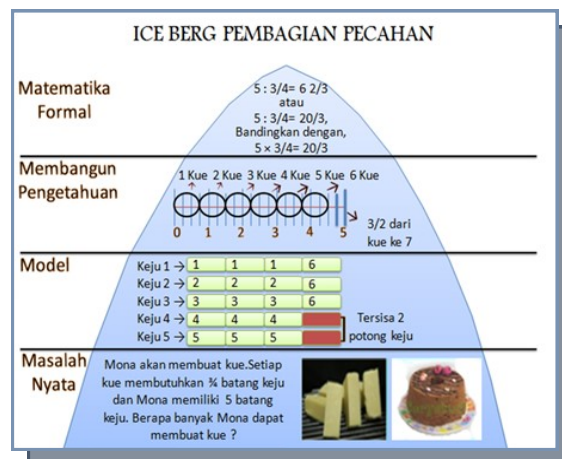 ICE BERG PEMBAGIAN PECAHAN
Matematika
Formal
5 : 3/4= 6 2/3
atau
5 : 3/4= 20/3,
Bandingkan dengan,
5 × 3/4= 20/3
Membangun
Pengetahuan
1 Kue 2 Kue 3 Kue 4 Kue 5 Kue 6 Kue
0 1 2 3 4 5
3/2 dari
kue ke 7
Model
Keju 1 → 1 1 1 6
Keju 2 → 2 2 2 6
Keju 3 → 3 3 3 6
Keju 4 → 4 4 4
Keju 5 → 5 5 5
Tersisa 2
potong keju
Masalah
Nyata
Mona akan membuat kue.Setiap
kue membutuhkan ¾ batang keju
dan Mona memiliki 5 batang
keju. Berapa banyak Mona dapat
membuat kue ?